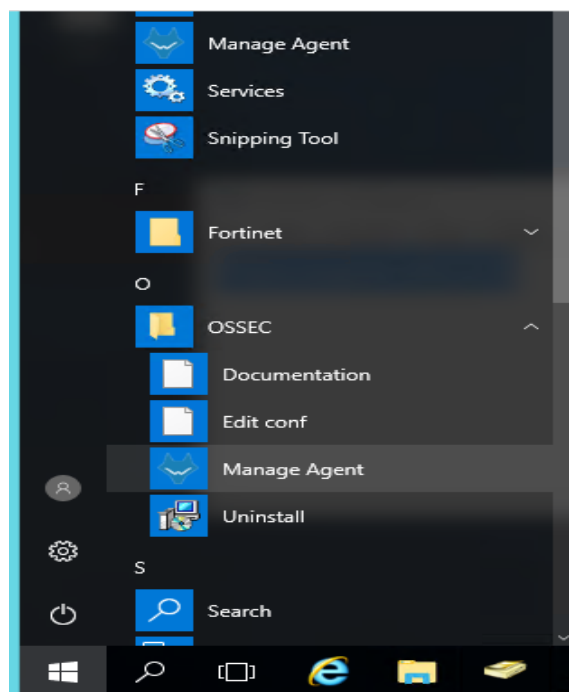 Manage Agent
Services
Snipping Tool
F
Fortinet
O
OSSEC
Documentation
Edit conf
Manage Agent
Uninstall
S
Search